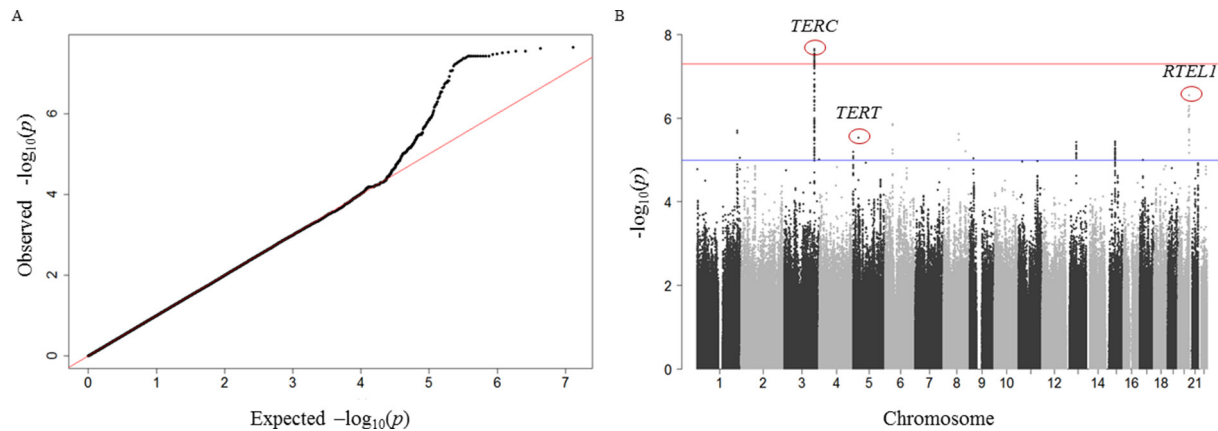 A
Observed -log10(p)
0
2
4
6
0 1 2 3 4 5 6 7
Expected –log10(p)
B
TERC
TERT
RTEL1
-log10(p)
8
6
5
4
3
2
0
1 2 3 4 5 6 7 8 9 10 12 14 16 18 21
Chromosome